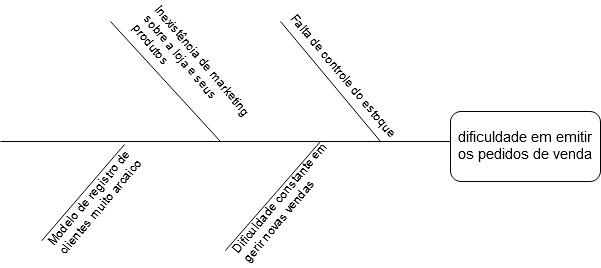 Inexistência de marketing
sobre a loja e seus
produtos
Falta de controle do estoque
dificuldade em emitir
os pedidos de venda
Modelo de registro de
clientes muito arcaico
Dificuldade constante em
gerir novas vendas